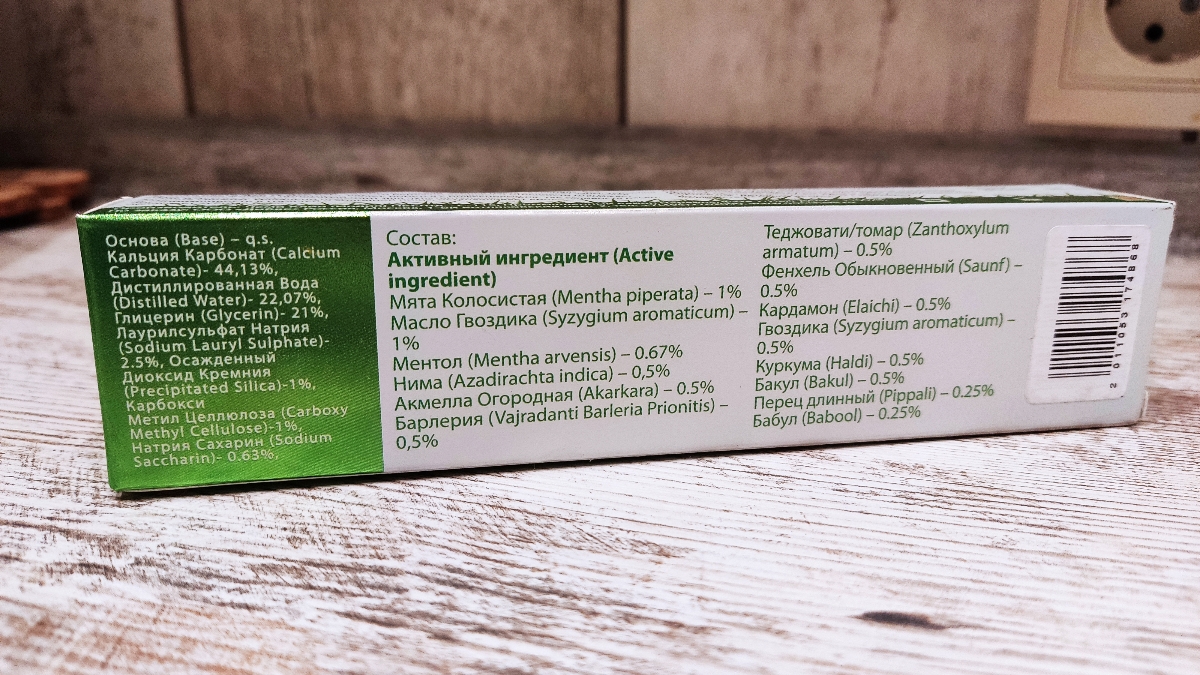 Основа (Base) – q.s.
Кальция Карбонат (Calcium
Carbonate)- 44,13%,
Дистиллированная Вода
(Distilled Water)- 22,07%,
Глицерин (Glycerin)- 21%,
Лаурилсульфат Натрия
(Sodium Lauryl Sulphate)-
2.5%, Осажденный
Диоксид Кремния
(Precipitated Silica)-1%,
Карбокси
Метил Целлюлоза (Carboxy
Methyl Cellulose)-1%,
Натрия Сахарин (Sodium
Saccharin)- 0.63%,
Состав:
Активный ингредиент (Active
ingredient)
Мята Колосистая (Mentha piperata) – 1%
Масло Гвоздика (Syzygium aromaticum) –
1%
Ментол (Mentha arvensis) – 0.67%
Нима (Azadirachta indica) – 0,5%
Акмелла Огородная (Akarkara) – 0.5%
Барлерия (Vajradanti Barleria Prionitis) –
0,5%
Теджовати/томар (Zanthoxylum
armatum) – 0.5%
Фенхель Обыкновенный (Saunf) –
0.5%
Кардамон (Elaichi) – 0.5%
Гвоздика (Syzygium aromaticum) –
0.5%
Куркума (Haldi) – 0.5%
Бакул (Bakul) – 0.5%
Перец длинный (Pippali) – 0.25%
Бабул (Babool) – 0.25%
2 011053 174868